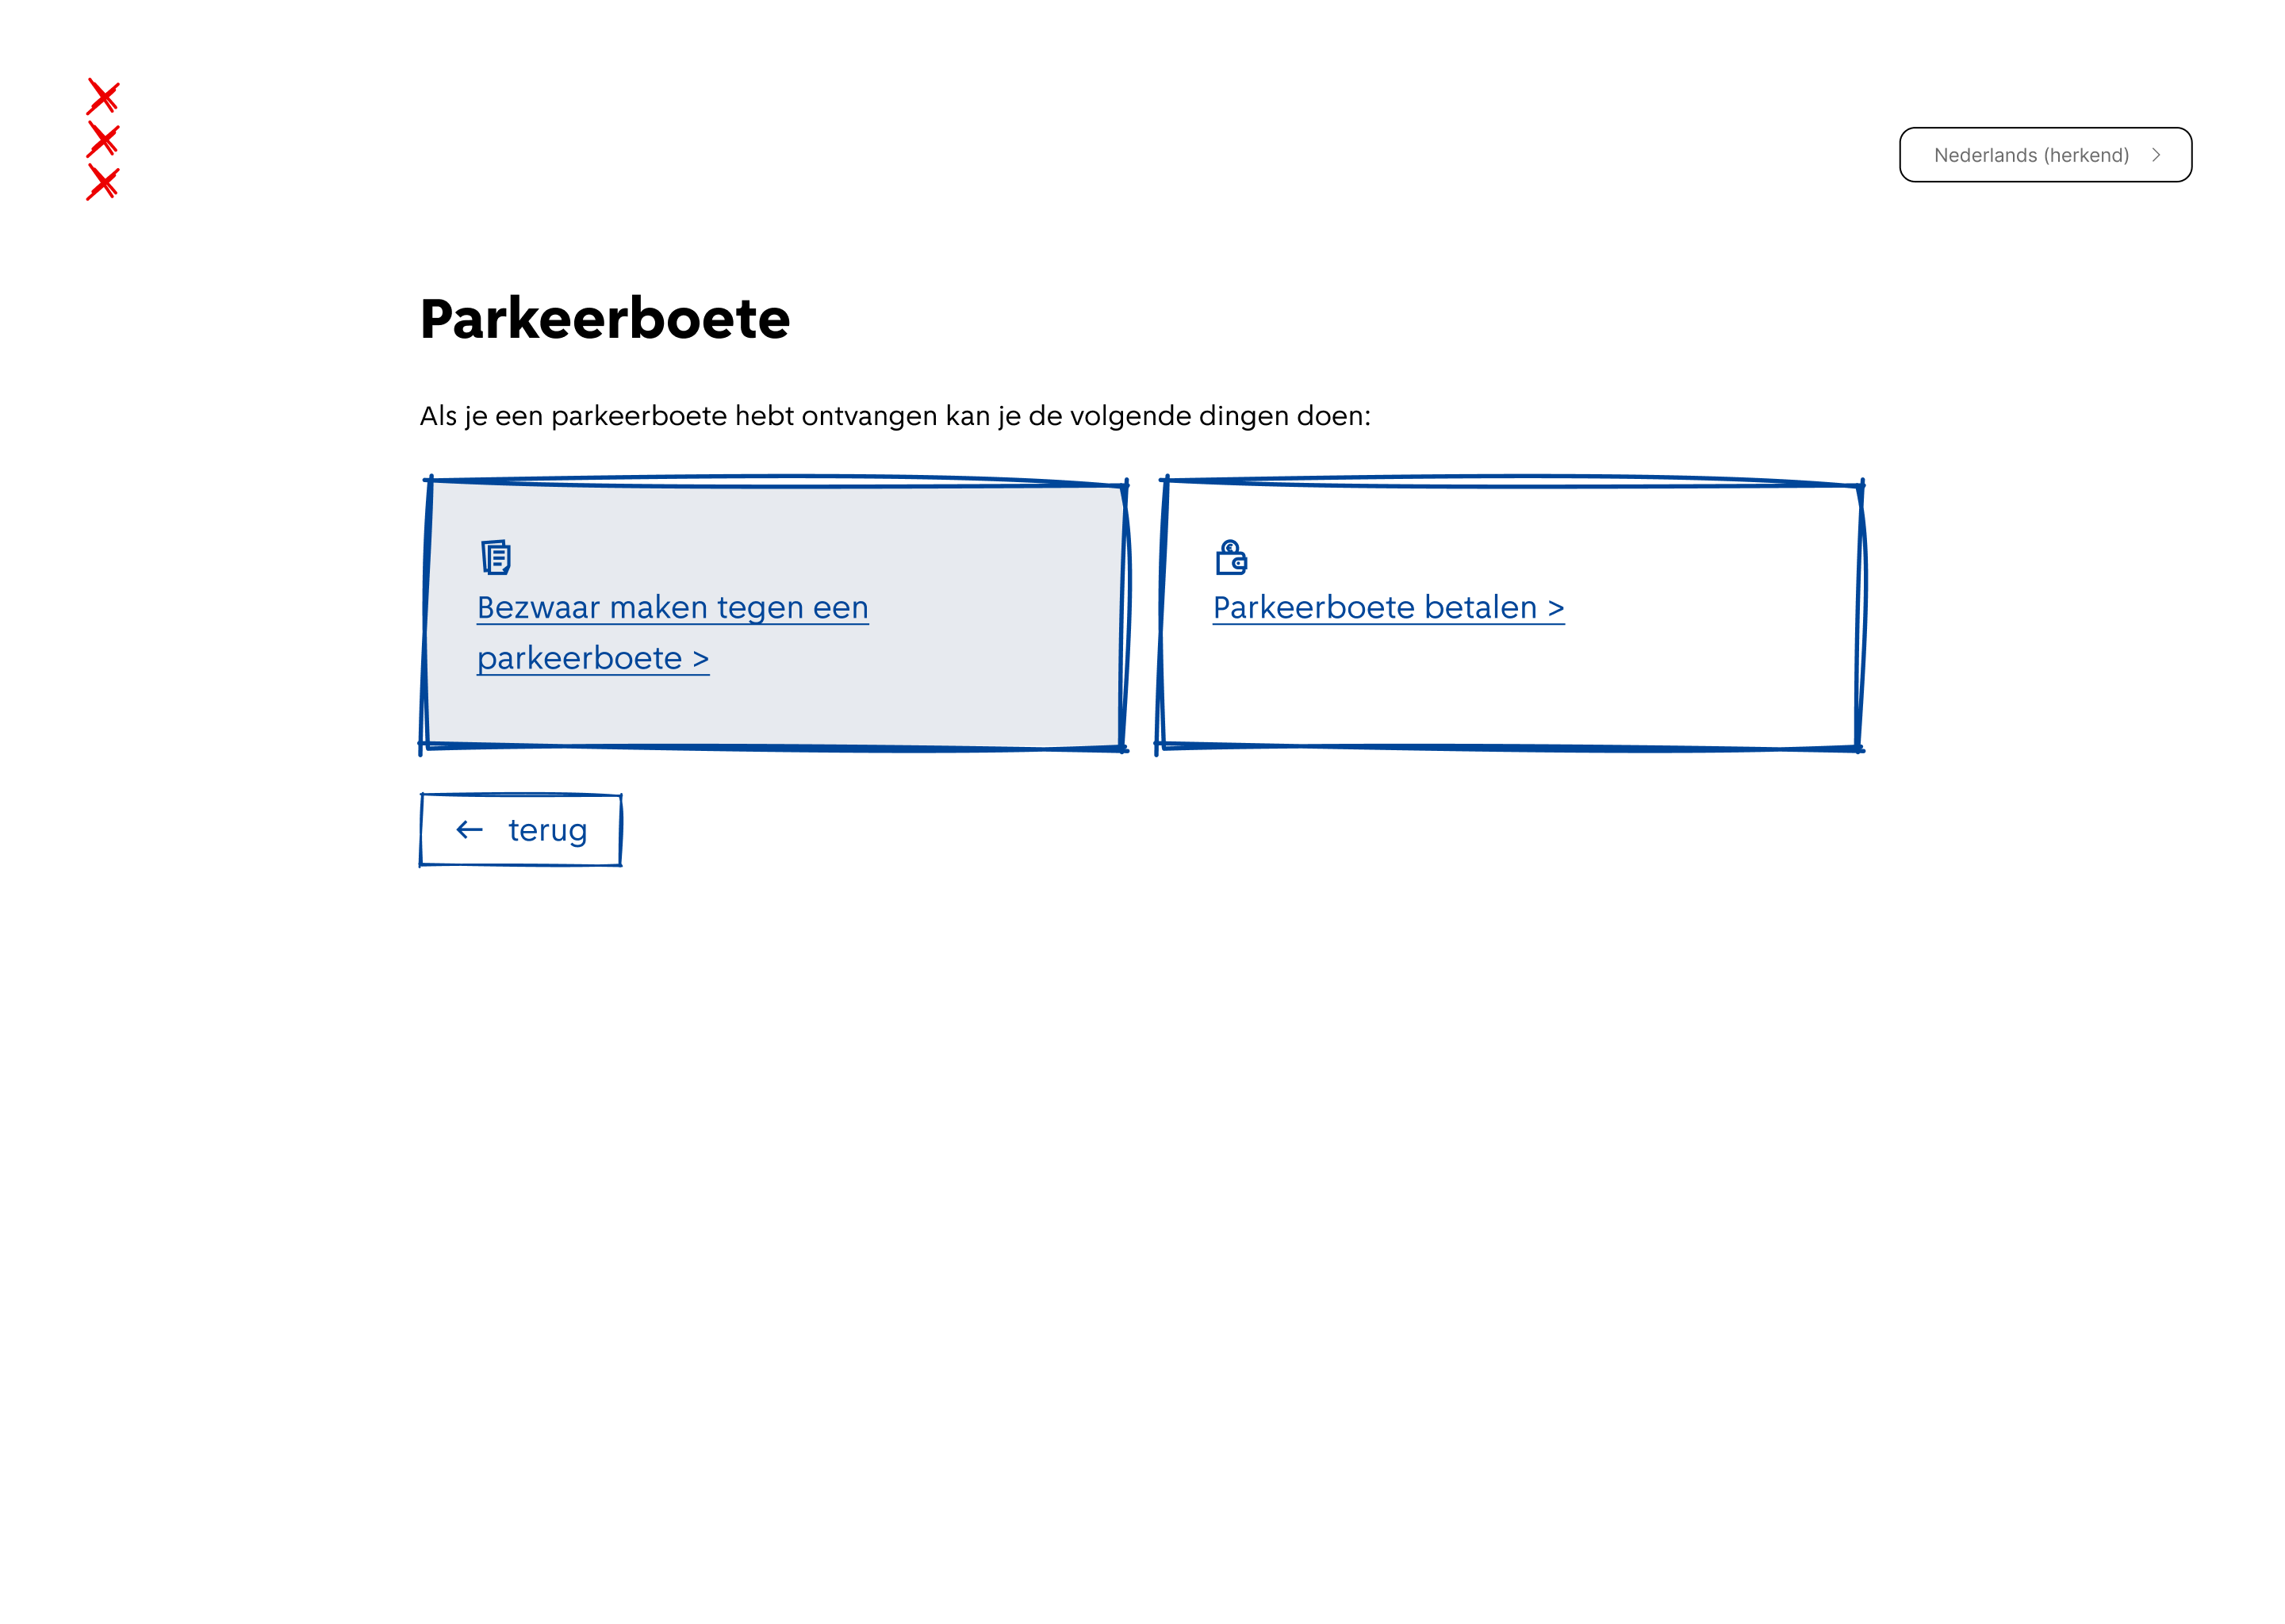 Nederlands (herkend)
Parkeerboete
Als je een parkeerboete hebt ontvangen kan je de volgende dingen doen:
Bezwaar maken tegen een
parkeerboete >
Parkeerboete betalen >
← terug